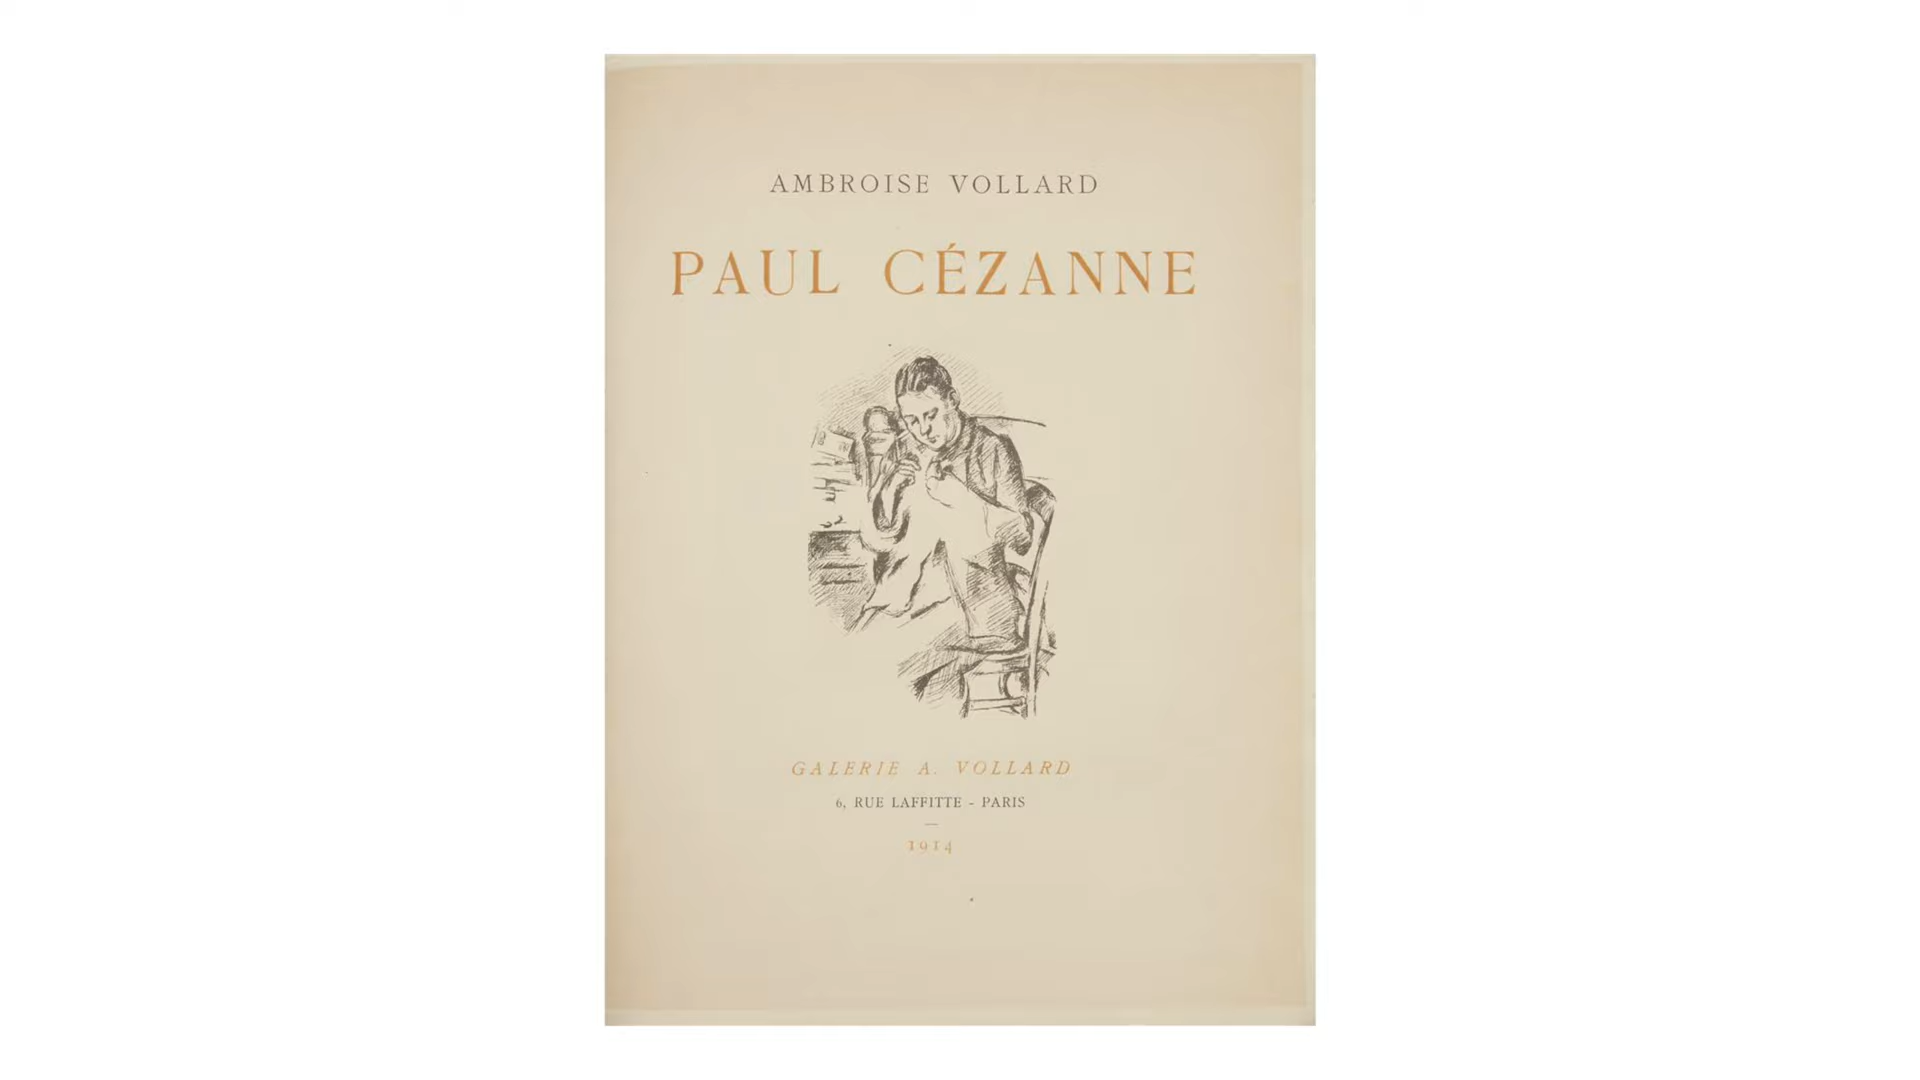 AMBROISE VOLLARD
PAUL CÉZANNE
GALERIE A. VOLLARD
6, RUE LAFFITTE - PARIS
1914